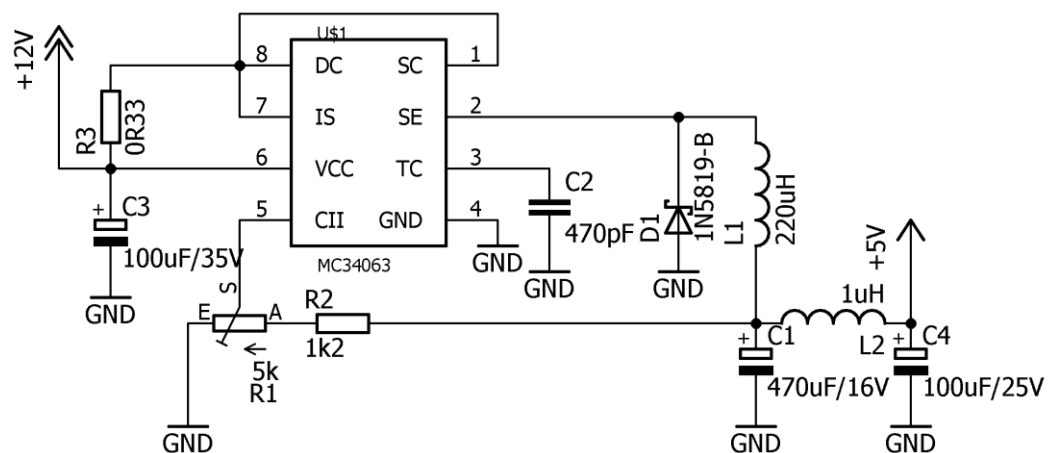 +12V
R3
0R33
+
C3
100uF/35V
GND
U$1
8
DC
SC
1
7
IS
SE
2
6
VCC
TC
3
5
CII
GND
4
MC34063
GND
C2
470pF
GND
D1
1N5819-B
GND
L1
220uH
S
E
A
5k
R1
GND
R2
1k2
1uH
L2
+5V
+
C1
470uF/16V
GND
+
C4
100uF/25V
GND